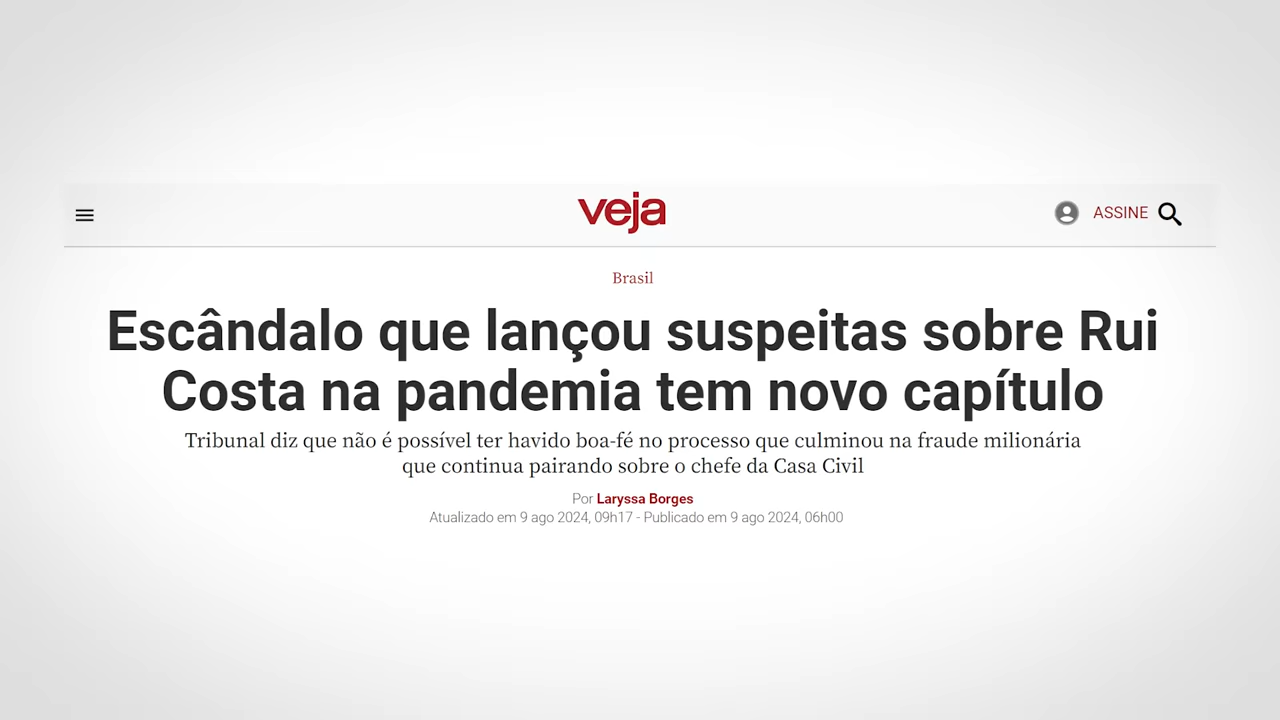 veja
ASSINE
Brasil
Escândalo que lançou suspeitas sobre Rui
Costa na pandemia tem novo capítulo
Tribunal diz que não é possível ter havido boa-fé no processo que culminou na fraude milionária
que continua pairando sobre o chefe da Casa Civil
Por Laryssa Borges
Atualizado em 9 ago 2024, 09h17 - Publicado em 9 ago 2024, 06h00